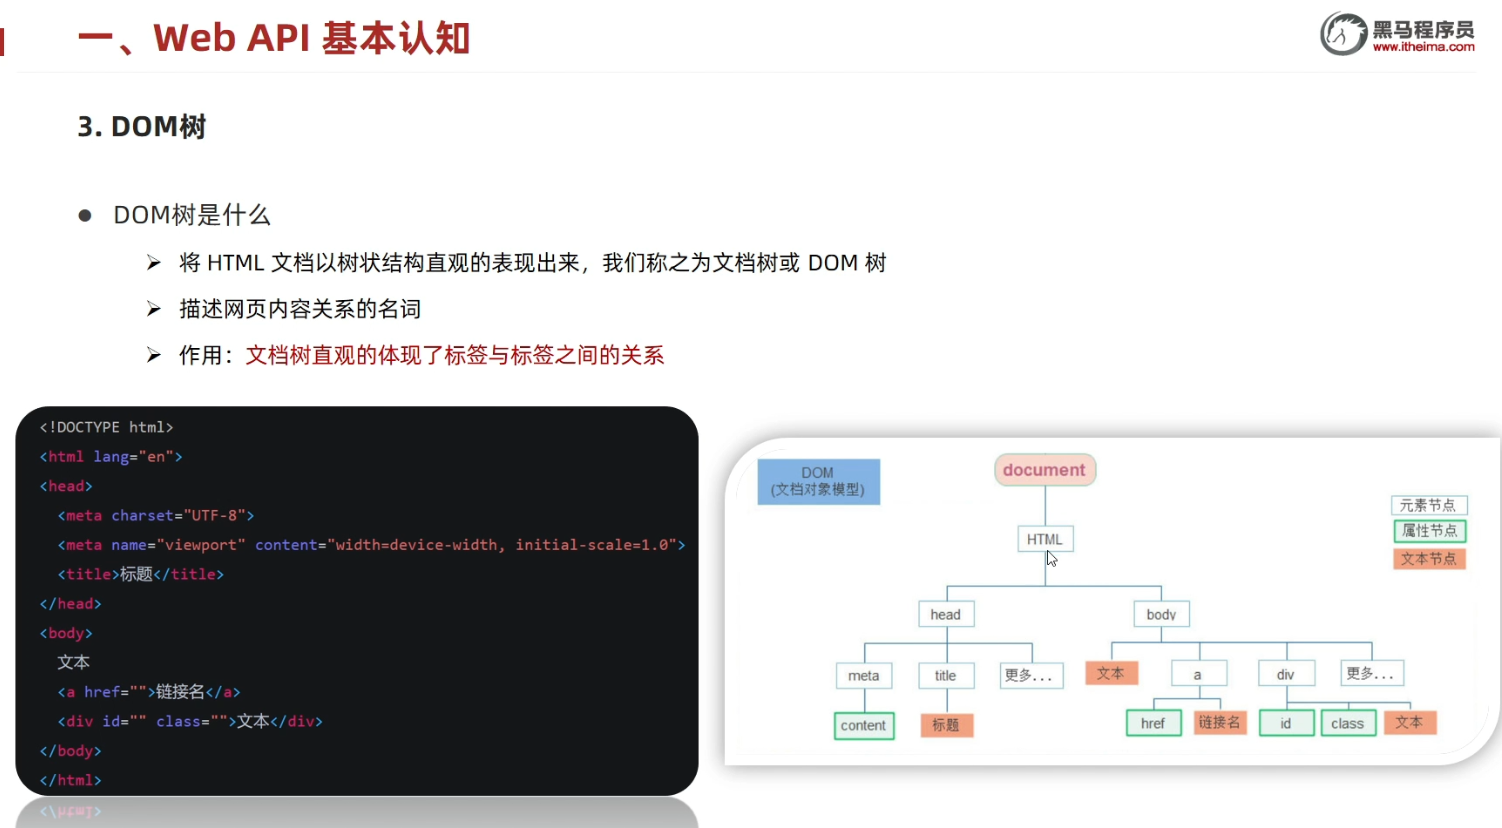 一、Web API 基本认知
黑马程序员
www.itheima.com
3. DOM树
DOM树是什么
将 HTML 文档以树状结构直观的表现出来，我们称之为文档树或 DOM 树
描述网页内容关系的名词
作用：文档树直观的体现了标签与标签之间的关系
<!DOCTYPE html>
<html lang="en">
<head>
<meta charset="UTF-8">
<meta name="viewport" content="width=device-width, initial-scale=1.0">
<title>标题</title>
</head>
<body>
文本
<a href="">链接名</a>
<div id="" class="">文本</div>
</body>
</html>
DOM
(文档对象模型)
document
元素节点
属性节点
文本节点
HTML
head
body
meta
title
更多...
文本
a
div
更多...
content
标题
href
链接名
id
class
文本